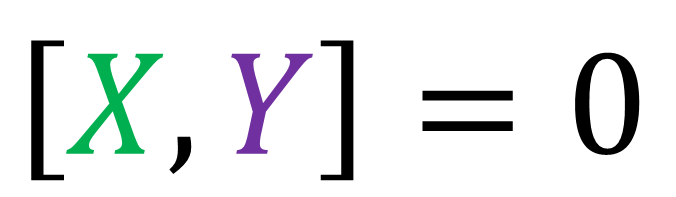 [X, Y] = 0